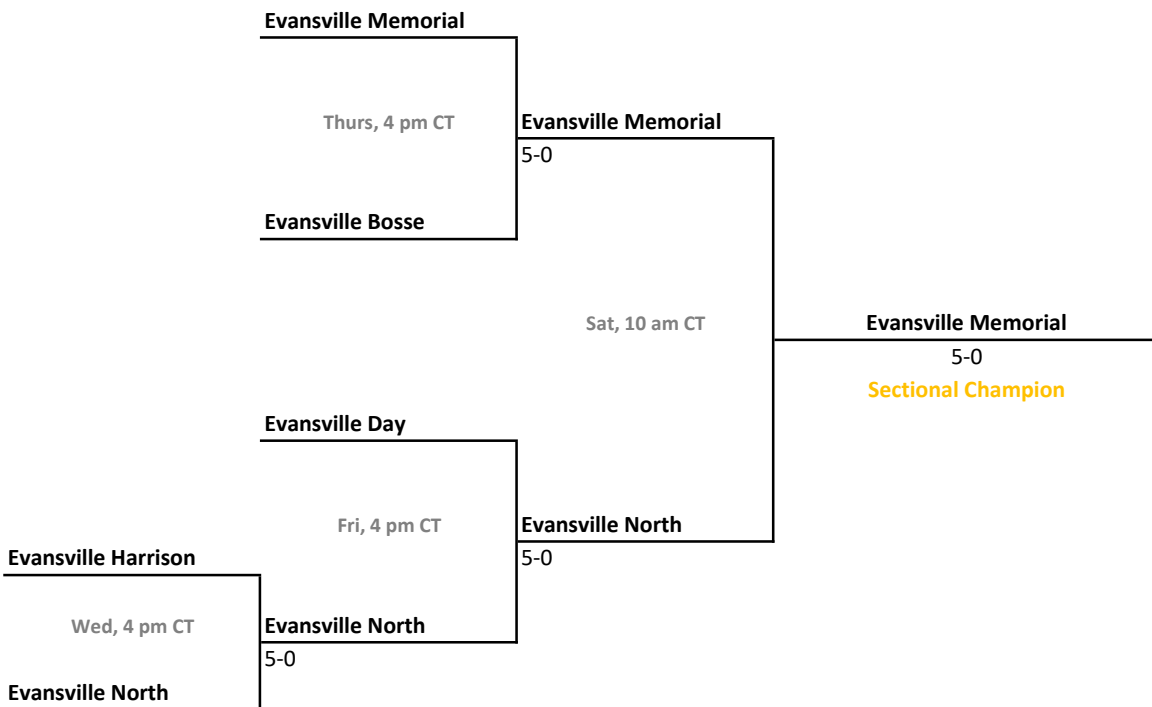 Evansville Memorial
Thurs, 4 pm CT
Evansville Memorial
5-0
Evansville Bosse
Sat, 10 am CT
Evansville Memorial
5-0
Sectional Champion
Evansville Day
Fri, 4 pm CT
Evansville North
5-0
Evansville Harrison
Wed, 4 pm CT
Evansville North
5-0
Evansville North